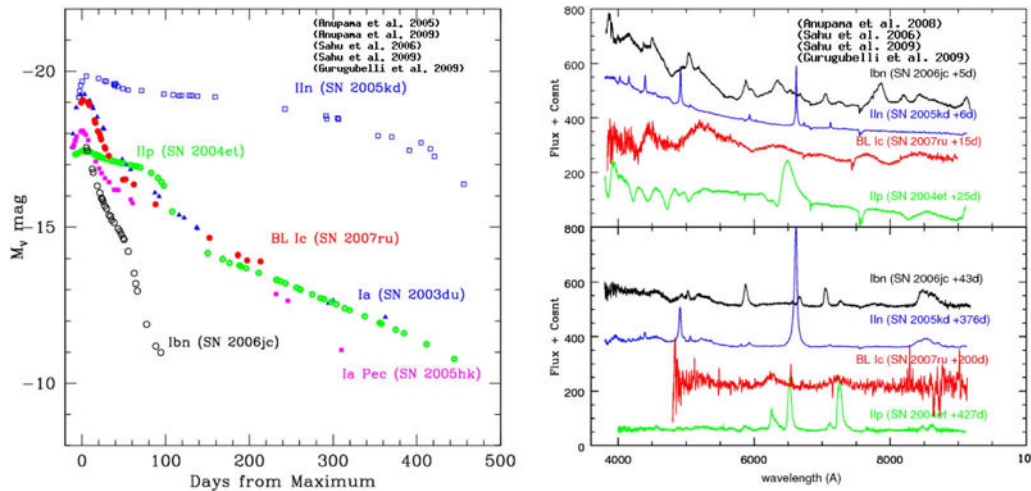 (Anupama et al. 2005)
(Anupama et al. 2009)
(Sahu et al. 2006)
(Sahu et al. 2009)
(Gurugubelli et al. 2009)
-20
-15
-10
M_V mag
IIn (SN 2005kd)
IIp (SN 2004et)
BL Ic (SN 2007ru)
Ia (SN 2003du)
Ibn (SN 2006jc)
Ia Pec (SN 2005hk)
0 100 200 300 400 500
Days from Maximum
800
600
400
200
Flux + Cosnt
(Anupama et al. 2008)
(Sahu et al. 2006)
(Sahu et al. 2009)
(Gurugubelli et al. 2009)
Ibn (SN 2006jc +5d)
IIn (SN 2005kd +6d)
BL Ic (SN 2007ru +15d)
IIp (SN 2004et +25d)
800
600
400
200
0
Flux + Cosnt
Ibn (SN 2006jc +43d)
IIn (SN 2005kd +376d)
BL Ic (SN 2007ru +200d)
IIp (SN 2004et +427d)
4000 6000 8000 10
wavelength (A)